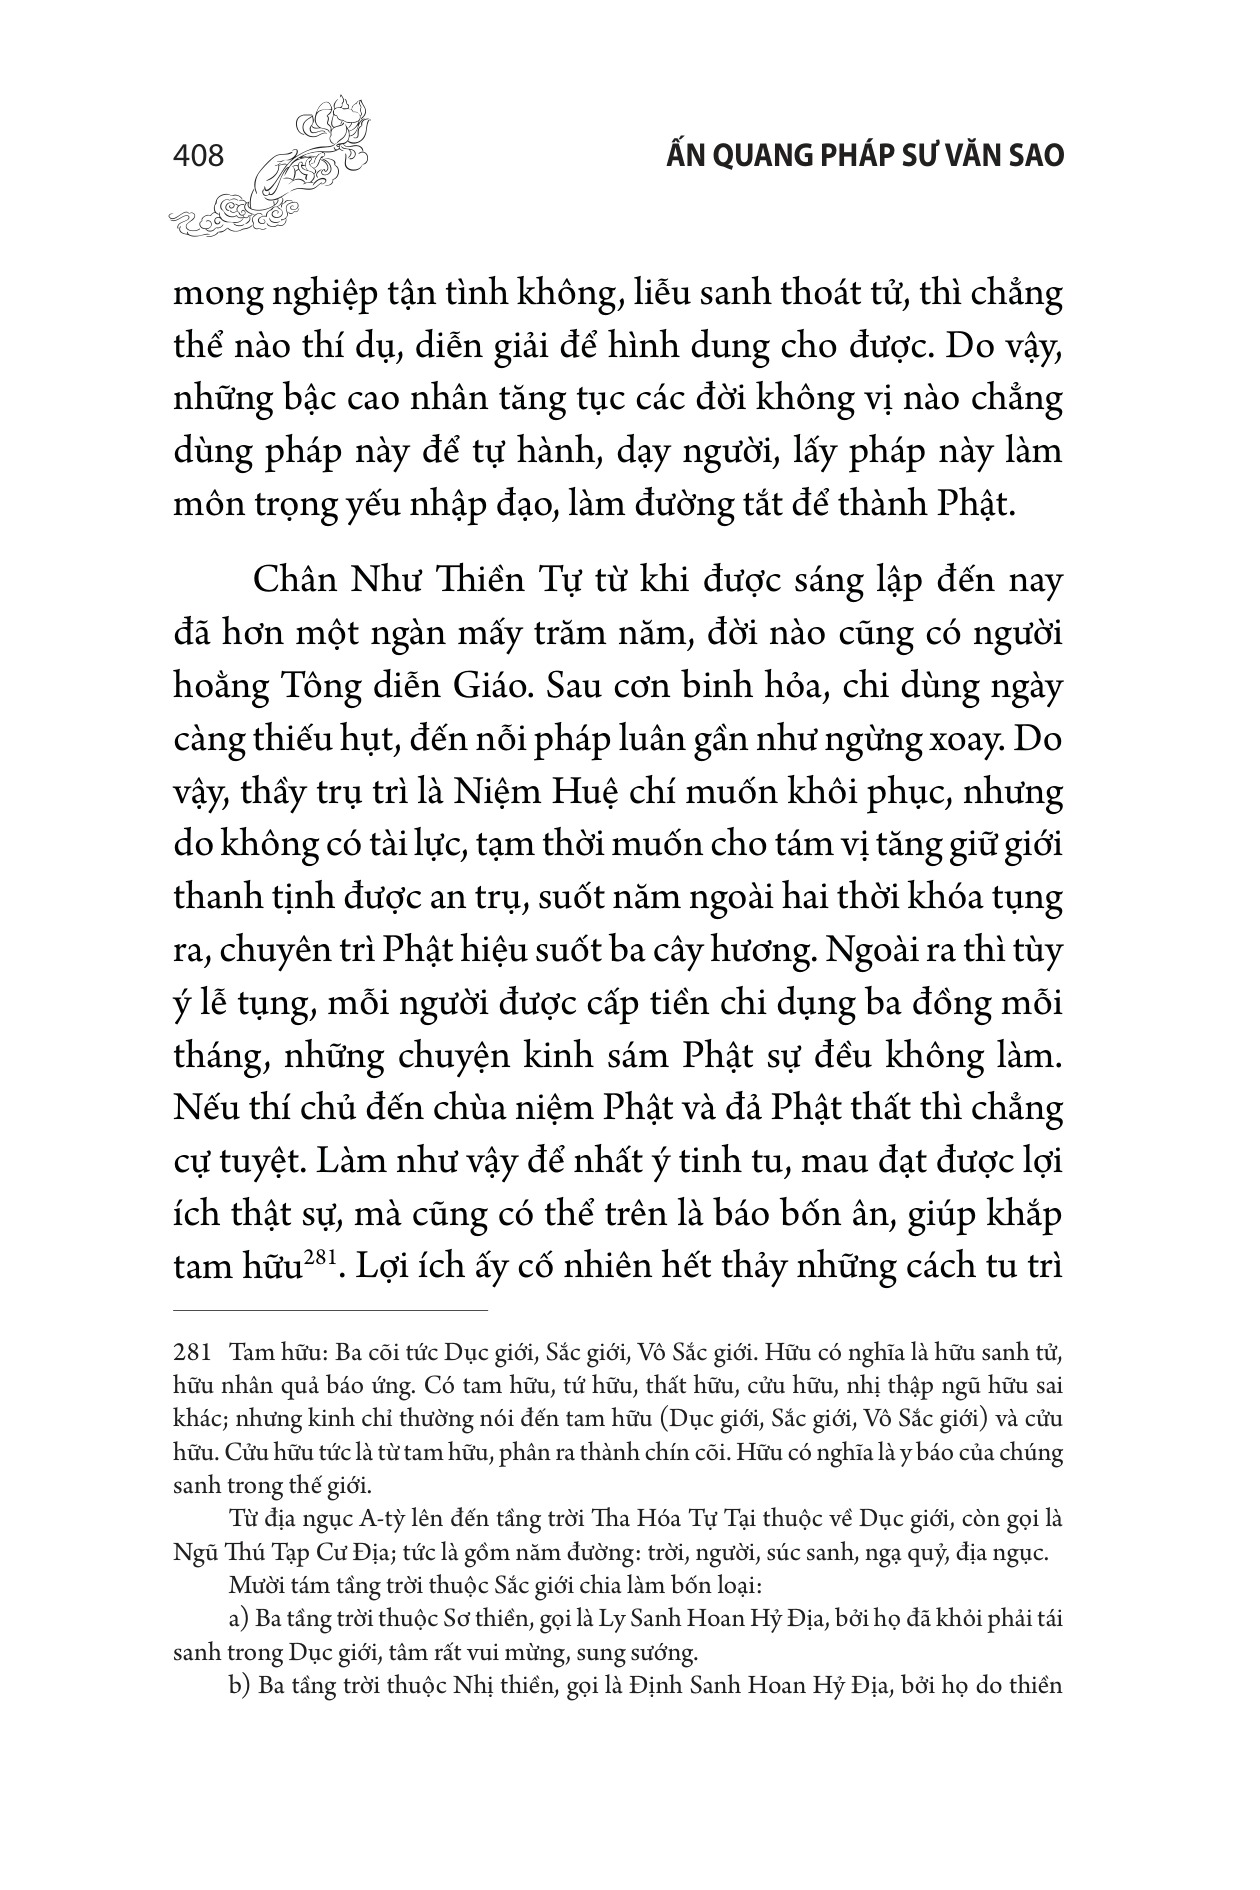 408
ẤN QUANG PHÁP SƯ VĂN SAO
mong nghiệp tận tình không, liễu sanh thoát tử, thì chẳng
thể nào thí dụ, diễn giải để hình dung cho được. Do vậy,
những bậc cao nhân tăng tục các đời không vị nào chẳng
dùng pháp này để tự hành, dạy người, lấy pháp này làm
môn trọng yếu nhập đạo, làm đường tắt để thành Phật.
Chân Như Thiền Tự từ khi được sáng lập đến nay
đã hơn một ngàn mấy trăm năm, đời nào cũng có người
hoằng Tông diễn Giáo. Sau cơn binh hỏa, chi dùng ngày
càng thiếu hụt, đến nỗi pháp luân gần như ngừng xoay. Do
vậy, thầy trụ trì là Niệm Huệ chí muốn khôi phục, nhưng
do không có tài lực, tạm thời muốn cho tám vị tăng giữ giới
thanh tịnh được an trụ, suốt năm ngoài hai thời khóa tụng
ra, chuyên trì Phật hiệu suốt ba cây hương. Ngoài ra thì tùy
ý lễ tụng, mỗi người được cấp tiền chi dụng ba đồng mỗi
tháng, những chuyện kinh sám Phật sự đều không làm.
Nếu thí chủ đến chùa niệm Phật và đả Phật thất thì chẳng
cự tuyệt. Làm như vậy để nhất ý tinh tu, mau đạt được lợi
ích thật sự, mà cũng có thể trên là báo bốn ân, giúp khắp
tam hữu281. Lợi ích ấy cố nhiên hết thảy những cách tu trì
281 Tam hữu: Ba cõi tức Dục giới, Sắc giới, Vô Sắc giới. Hữu có nghĩa là hữu sanh tử,
hữu nhân quả báo ứng. Có tam hữu, tứ hữu, thất hữu, cửu hữu, nhị thập ngũ hữu sai
khác; nhưng kinh chỉ thường nói đến tam hữu (Dục giới, Sắc giới, Vô Sắc giới) và cửu
hữu. Cửu hữu tức là từ tam hữu, phân ra thành chín cõi. Hữu có nghĩa là y báo của chúng
sanh trong thế giới.
Từ địa ngục A-tỳ lên đến tầng trời Tha Hóa Tự Tại thuộc về Dục giới, còn gọi là
Ngũ Thú Tạp Cư Địa; tức là gồm năm đường: trời, người, súc sanh, ngạ quỷ, địa ngục.
Mười tám tầng trời thuộc Sắc giới chia làm bốn loại:
a) Ba tầng trời thuộc Sơ thiền, gọi là Ly Sanh Hoan Hỷ Địa, bởi họ đã khỏi phải tái
sanh trong Dục giới, tâm rất vui mừng, sung sướng.
b) Ba tầng trời thuộc Nhị thiền, gọi là Định Sanh Hoan Hỷ Địa, bởi họ do thiền